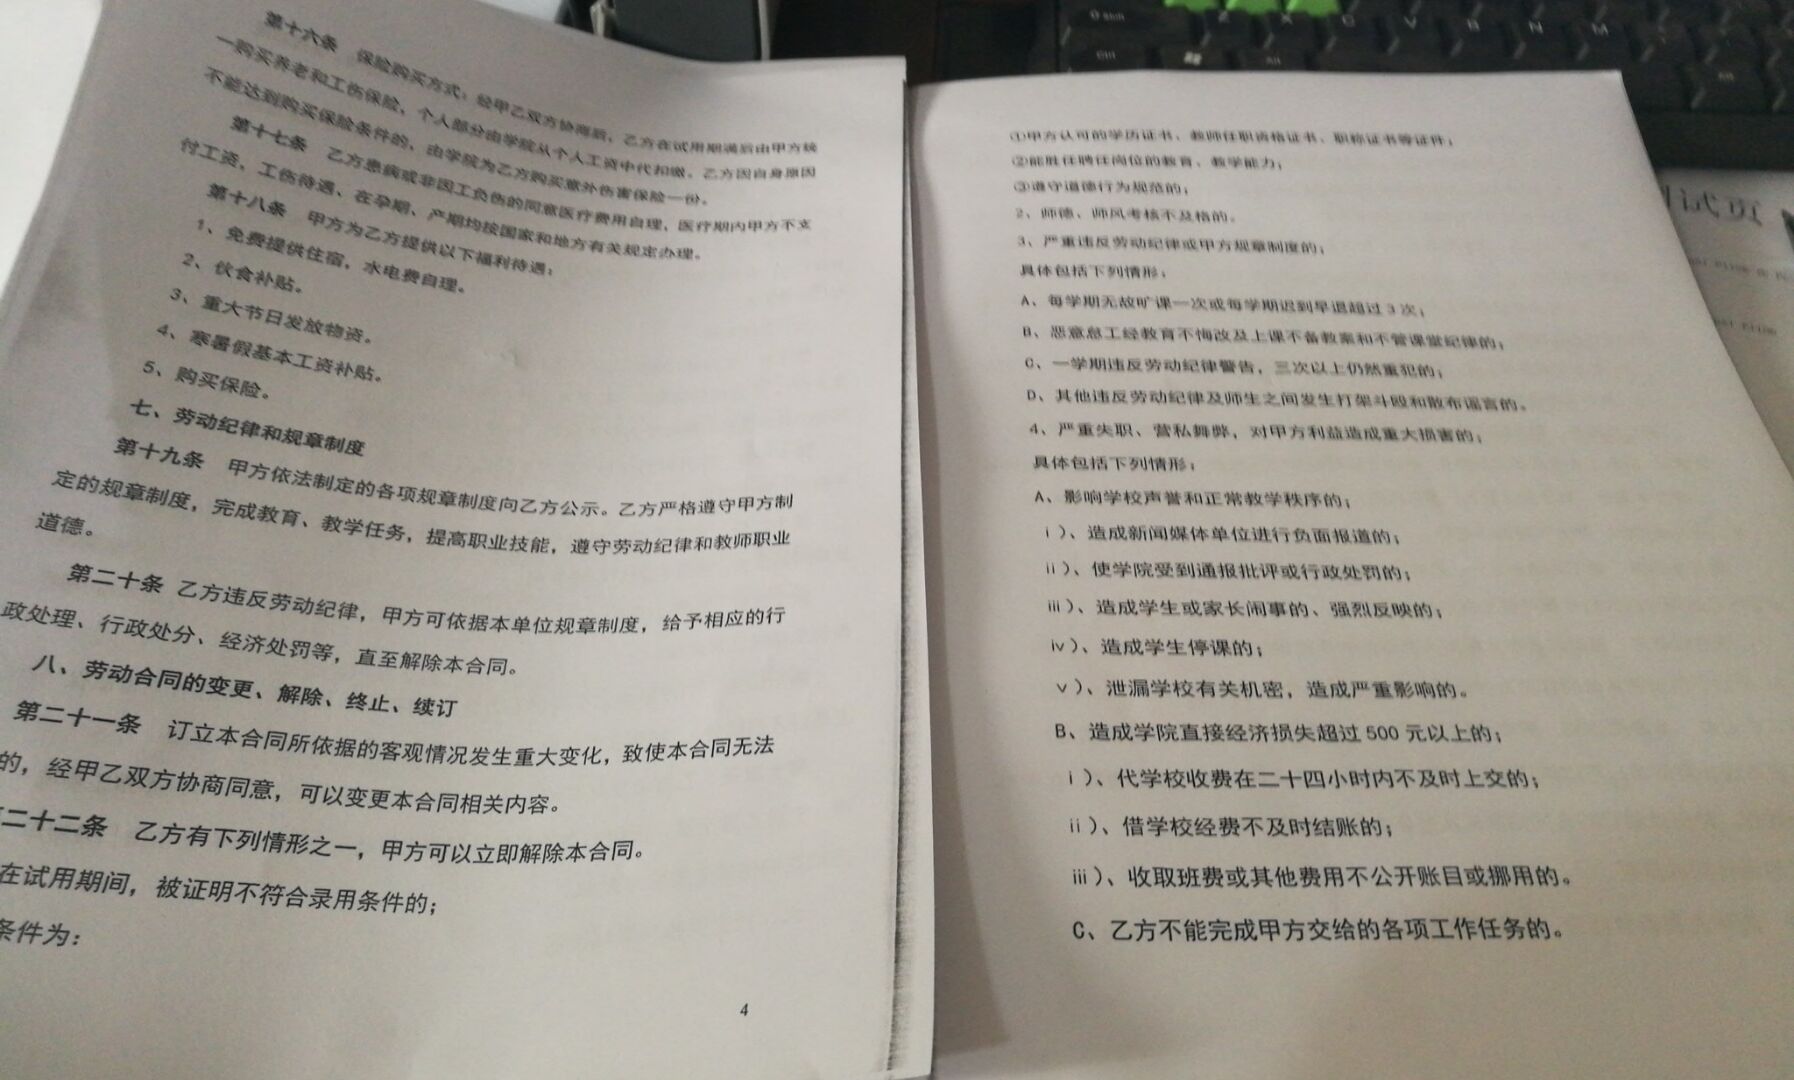 第十六条 保险购买方式：经甲乙双方协商后，乙方在试用期满后由甲方统
一购买养老和工伤保险，个人部分由学院从个人工资中代扣缴。乙方因自身原因
不能达到购买保险条件的，由学院为乙方购买意外伤害保险一份。
第十七条 乙方患病或非因工负伤的同意医疗费用自理，医疗期内甲方不支
付工资，工伤待遇、在孕期、产期均按国家和地方有关规定办理。
第十八条 甲方为乙方提供以下福利待遇：
1、免费提供住宿，水电费自理。
2、伙食补贴。
3、重大节日发放物资。
4、寒暑假基本工资补贴。
5、购买保险。
七、劳动纪律和规章制度
第十九条 甲方依法制定的各项规章制度向乙方公示。乙方严格遵守甲方制
定的规章制度，完成教育、教学任务，提高职业技能，遵守劳动纪律和教师职业
道德。
第二十条 乙方违反劳动纪律，甲方可依据本单位规章制度，给予相应的行
政处理、行政处分、经济处罚等，直至解除本合同。
八、劳动合同的变更、解除、终止、续订
第二十一条 订立本合同所依据的客观情况发生重大变化，致使本合同无法
的，经甲乙双方协商同意，可以变更本合同相关内容。
二十二条 乙方有下列情形之一，甲方可以立即解除本合同。
在试用期间，被证明不符合录用条件的；
条件为：
4
①甲方认可的学历证书、教师任职资格证书、职称证书等证件；
②能胜任聘任岗位的教育、教学能力；
③遵守道德行为规范的；
2、师德、师风考核不及格的。
3、严重违反劳动纪律或甲方规章制度的；
具体包括下列情形：
A、每学期无故旷课一次或每学期迟到早退超过3次；
B、恶意怠工经教育不悔改及上课不备教案和不管课堂纪律的；
C、一学期违反劳动纪律警告，三次以上仍然重犯的；
D、其他违反劳动纪律及师生之间发生打架斗殴和散布谣言的。
4、严重失职、营私舞弊，对甲方利益造成重大损害的；
具体包括下列情形；
A、影响学校声誉和正常教学秩序的；
ⅰ）、造成新闻媒体单位进行负面报道的；
ⅱ）、使学院受到通报批评或行政处罚的；
ⅲ）、造成学生或家长闹事的、强烈反映的；
ⅳ）、造成学生停课的；
ⅴ）、泄漏学校有关机密，造成严重影响的。
B、造成学院直接经济损失超过500元以上的；
ⅰ）、代学校收费在二十四小时内不及时上交的；
ⅱ）、借学校经费不及时结账的；
ⅲ）、收取班费或其他费用不公开账目或挪用的。
C、乙方不能完成甲方交给的各项工作任务的。
Shift Z X C V B N M
Ctrl Alt Alt
试页